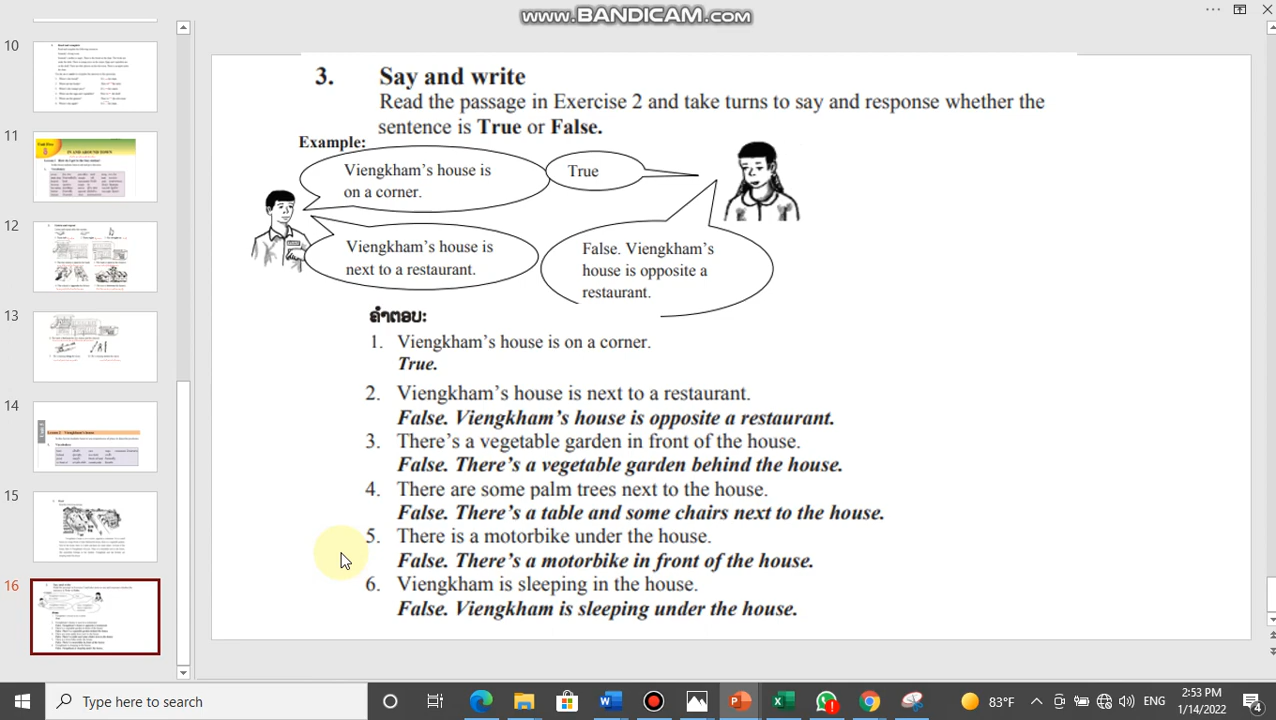 www.BANDICAM.com
10
11
12
13
14
15
16
3. Say and write
Read the passage in Exercise 2 and take turns to say and response whether the
sentence is True or False.
Example:
Viengkham's house is
on a corner.
True
Viengkham's house is
next to a restaurant.
False. Viengkham's
house is opposite a
restaurant.
ຄຳຕອບ:
1. Viengkham's house is on a corner.
True.
2. Viengkham's house is next to a restaurant.
False. Viengkham's house is opposite a restaurant.
3. There's a vegetable garden in front of the house.
False. There's a vegetable garden behind the house.
4. There are some palm trees next to the house.
False. There's a table and some chairs next to the house.
5. There is a motorbike under the house.
False. There's a motorbike in front of the house.
6. Viengkham is sleeping in the house.
False. Viengkham is sleeping under the house.
Type here to search
83°F
ENG
2:53 PM
1/14/2022
4